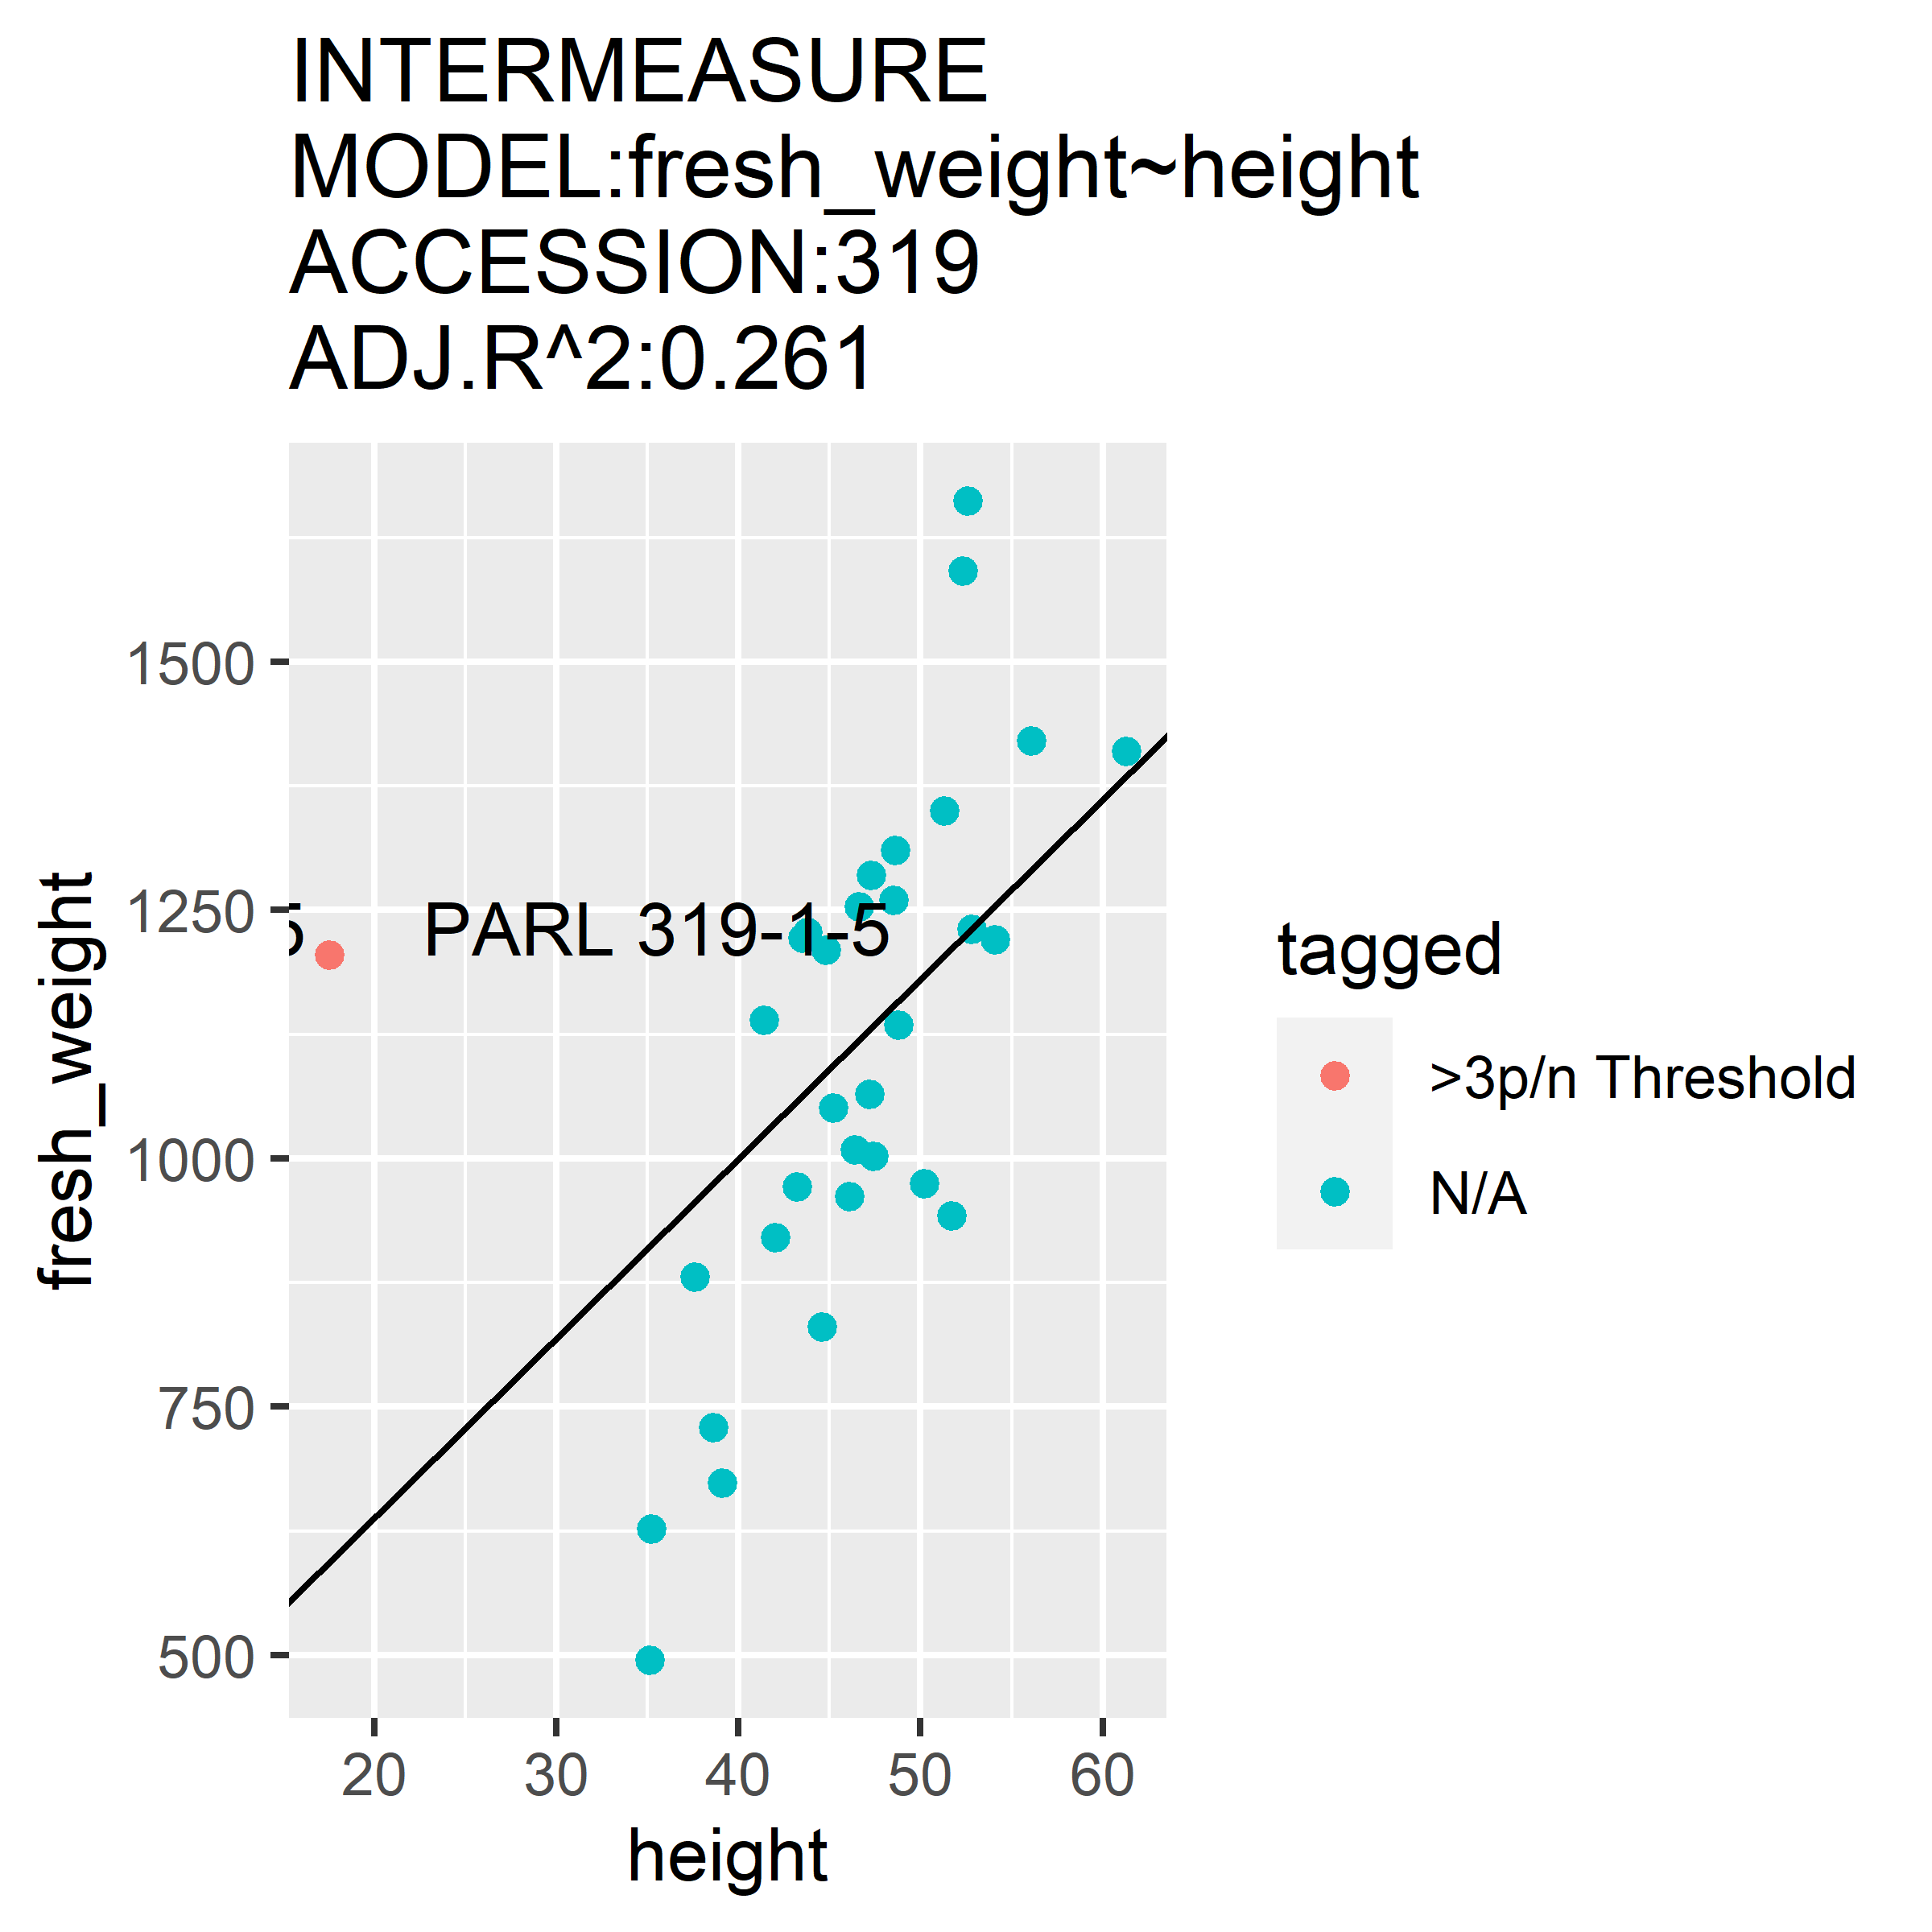 INTERMEASURE
MODEL:fresh_weight~height
ACCESSION:319
ADJ.R^2:0.261
fresh_weight
1500
1250
1000
750
500
5
PARL 319-1-5
20 30 40 50 60
height
tagged
>3p/n Threshold
N/A